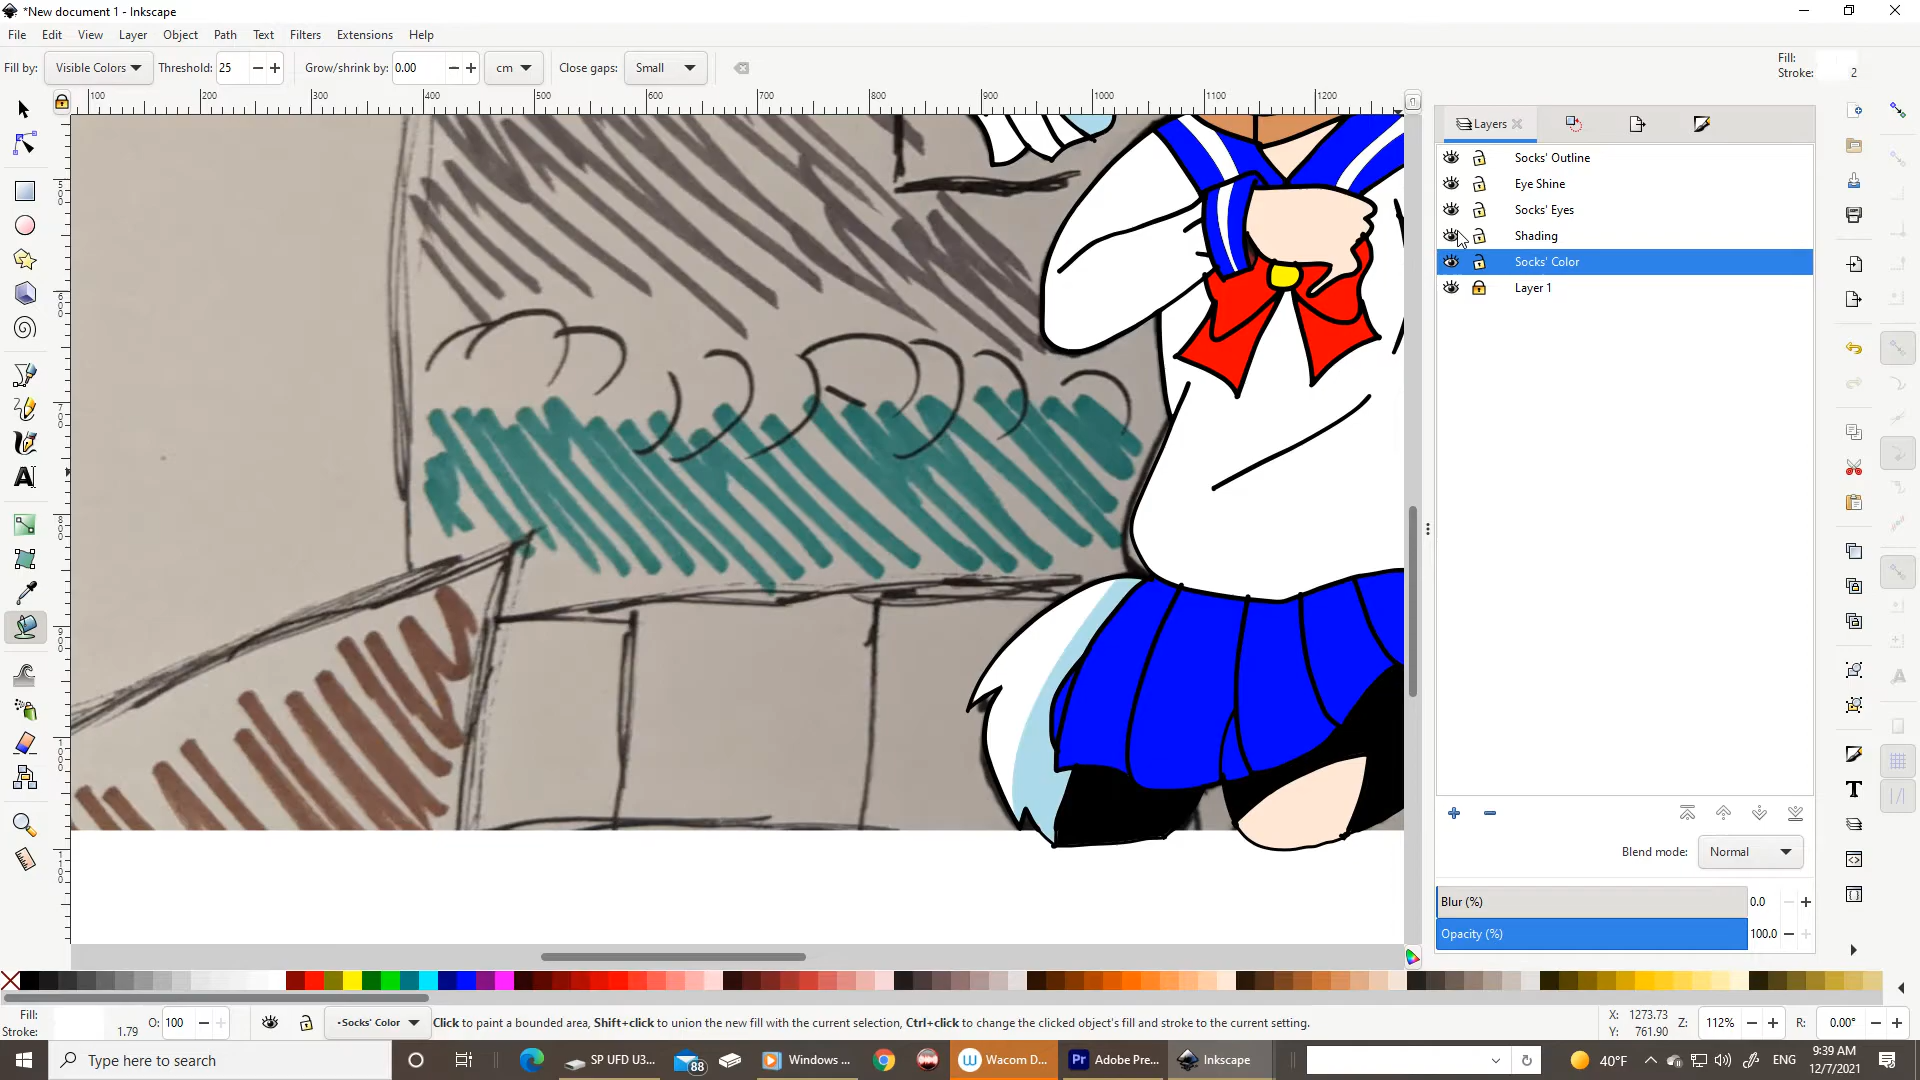 *New document 1 - Inkscape
File Edit View Layer Path Object Text Filters Extensions Help
Fill by: Visible Colors Threshold: 25 Grow/shrink by: 0.00 cm Close gaps: Small Fill: Stroke: 2
100 200 300 400 500 600 700 800 900 1000 1100 1200
Layers
Socks' Outline
Eye Shine
Socks' Eyes
Shading
Socks' Color
Layer 1
Blend mode: Normal
Blur (%) 0.0
Opacity (%) 100.0
Fill: Stroke: 1.79 O: 100 •Socks' Color Click to paint a bounded area, Shift+click to union the new fill with the current selection, Ctrl+click to change the clicked object's fill and stroke to the current setting. X: 1273.73 Y: 761.90 Z: 112% R: 0.00°
Type here to search SP UFD U3... 88 Windows ... Wacom D... Pr Adobe Pre... Inkscape 40°F ENG 9:39 AM 12/7/2021